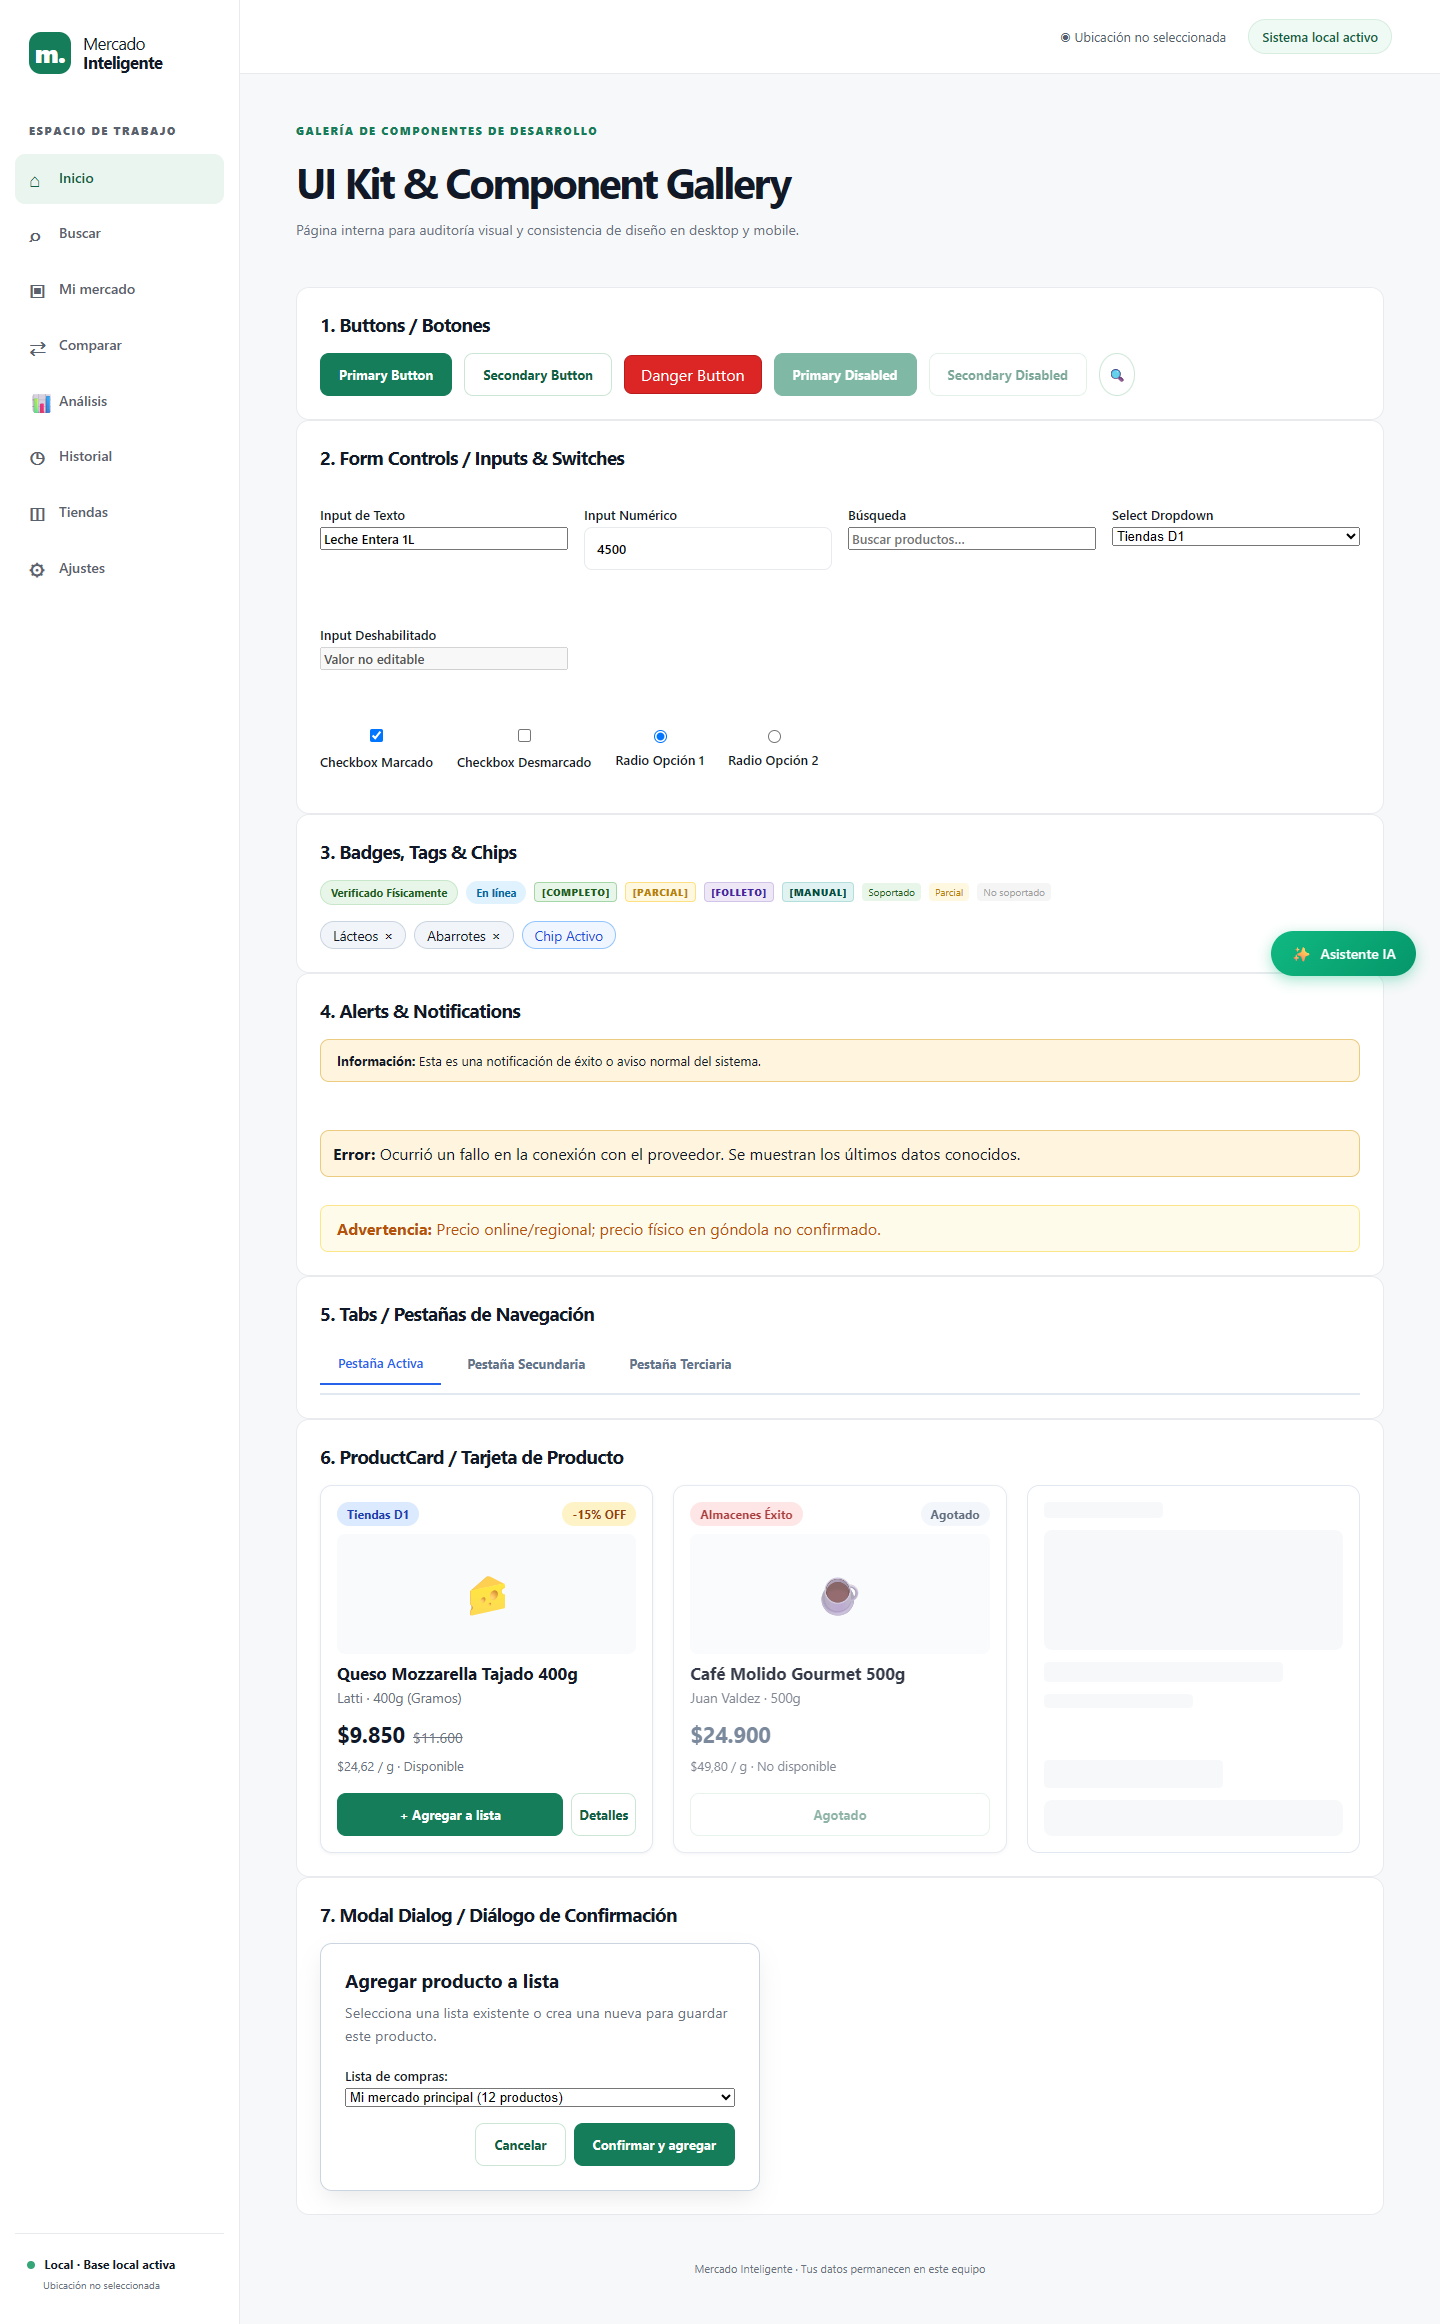 m.
Mercado
Inteligente
ESPACIO DE TRABAJO
Inicio
Buscar
Mi mercado
Comparar
Análisis
Historial
Tiendas
Ajustes
Local · Base local activa
Ubicación no seleccionada
Ubicación no seleccionada
Sistema local activo
GALERÍA DE COMPONENTES DE DESARROLLO
UI Kit & Component Gallery
Página interna para auditoría visual y consistencia de diseño en desktop y mobile.
1. Buttons / Botones
Primary Button Secondary Button Danger Button Primary Disabled Secondary Disabled
2. Form Controls / Inputs & Switches
Input de Texto Input Numérico Búsqueda Select Dropdown
Leche Entera 1L 4500 Buscar productos... Tiendas D1
Input Deshabilitado
Valor no editable
Checkbox Marcado Checkbox Desmarcado Radio Opción 1 Radio Opción 2
3. Badges, Tags & Chips
Verificado Físicamente En línea [COMPLETO] [PARCIAL] [FOLLETO] [MANUAL] Soportado Parcial No soportado
Lácteos × Abarrotes × Chip Activo
Asistente IA
4. Alerts & Notifications
Información: Esta es una notificación de éxito o aviso normal del sistema.
Error: Ocurrió un fallo en la conexión con el proveedor. Se muestran los últimos datos conocidos.
Advertencia: Precio online/regional; precio físico en góndola no confirmado.
5. Tabs / Pestañas de Navegación
Pestaña Activa Pestaña Secundaria Pestaña Terciaria
6. ProductCard / Tarjeta de Producto
Tiendas D1 -15% OFF
Queso Mozzarella Tajado 400g
Latti · 400g (Gramos)
$9.850 $11.600
$24,62 / g · Disponible
+ Agregar a lista Detalles
Almacenes Éxito Agotado
Café Molido Gourmet 500g
Juan Valdez · 500g
$24.900
$49,80 / g · No disponible
Agotado
7. Modal Dialog / Diálogo de Confirmación
Agregar producto a lista
Selecciona una lista existente o crea una nueva para guardar
este producto.
Lista de compras:
Mi mercado principal (12 productos)
Cancelar Confirmar y agregar
Mercado Inteligente · Tus datos permanecen en este equipo